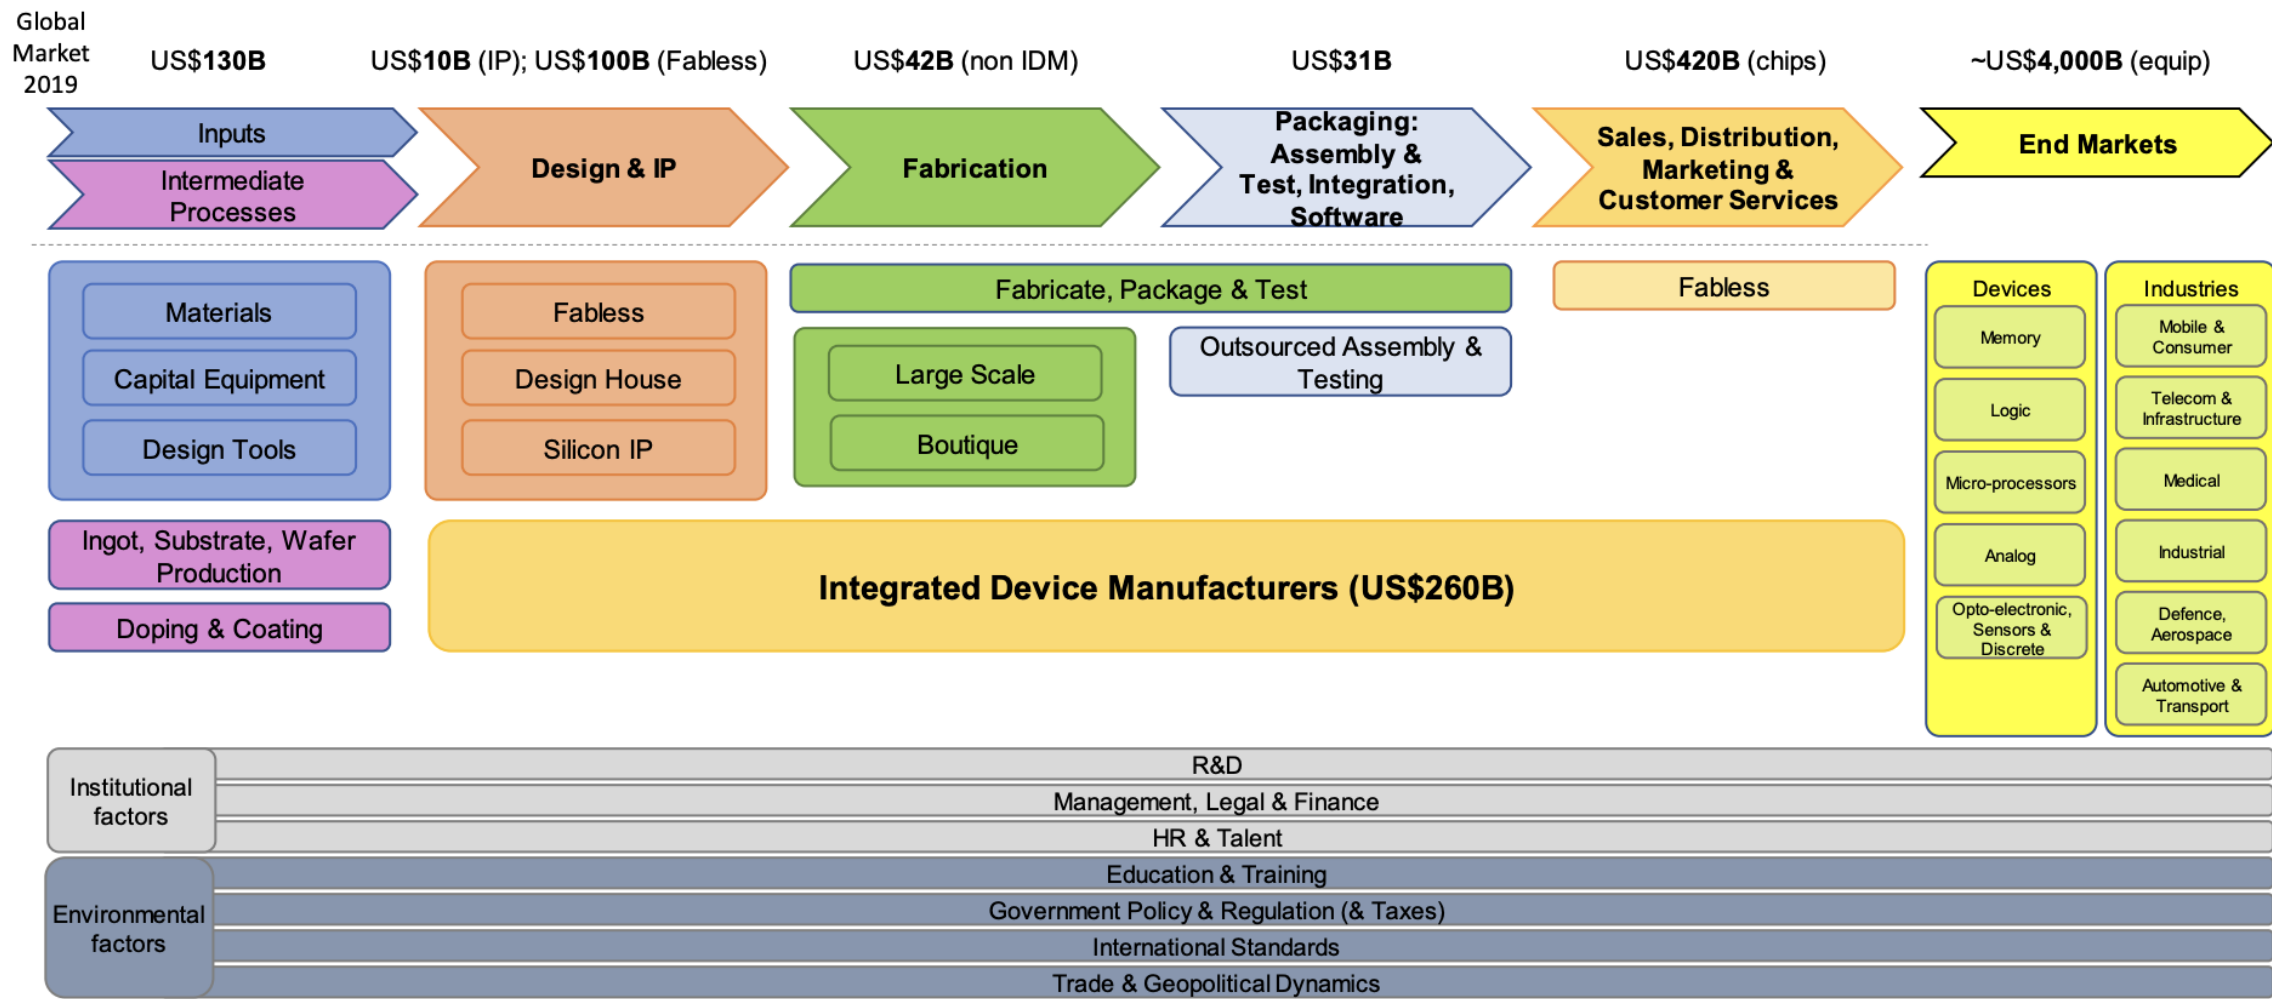 Global
Market
2019
US$130B
US$10B (IP); US$100B (Fabless)
US$42B (non IDM)
US$31B
US$420B (chips)
~US$4,000B (equip)
Inputs
Intermediate
Processes
Design & IP
Fabrication
Packaging:
Assembly &
Test, Integration,
Software
Sales, Distribution,
Marketing &
Customer Services
End Markets
Materials
Capital Equipment
Design Tools
Ingot, Substrate, Wafer
Production
Doping & Coating
Fabless
Design House
Silicon IP
Fabricate, Package & Test
Large Scale
Boutique
Outsourced Assembly &
Testing
Fabless
Integrated Device Manufacturers (US$260B)
Devices
Memory
Logic
Micro-processors
Analog
Opto-electronic,
Sensors &
Discrete
Industries
Mobile &
Consumer
Telecom &
Infrastructure
Medical
Industrial
Defence,
Aerospace
Automotive &
Transport
Institutional
factors
R&D
Management, Legal & Finance
HR & Talent
Environmental
factors
Education & Training
Government Policy & Regulation (& Taxes)
International Standards
Trade & Geopolitical Dynamics